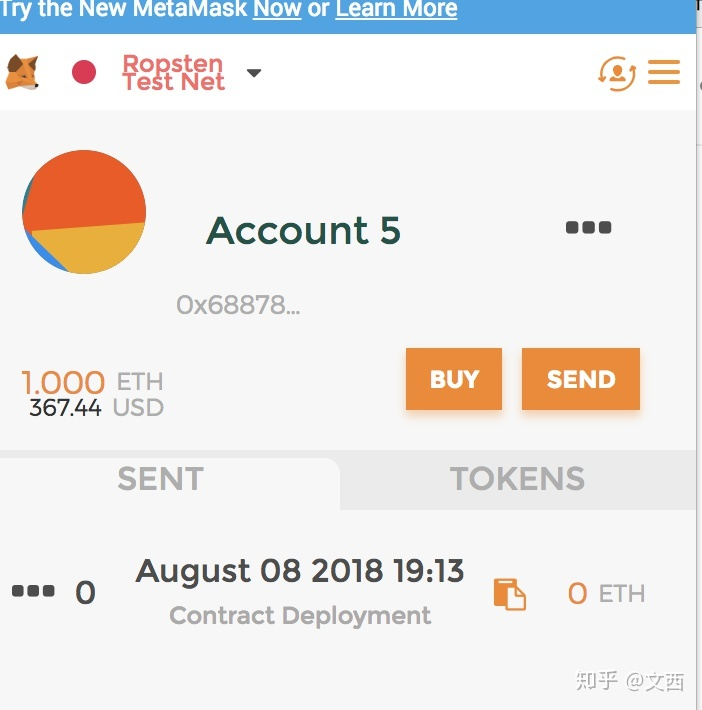 Try the New MetaMask Now or Learn More
Ropsten
Test Net
Account 5
0x68878...
1.000 ETH
367.44 USD
BUY
SEND
SENT
TOKENS
0
August 08 2018 19:13
Contract Deployment
0 ETH
知乎 @文西